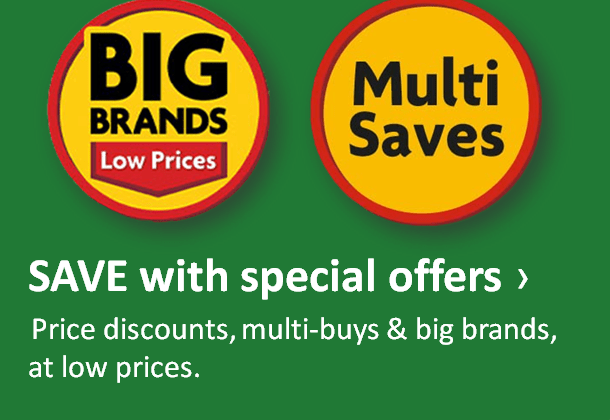 BIG
BRANDS
Low Prices
Multi
Saves
SAVE with special offers ›
Price discounts, multi-buys & big brands,
at low prices.